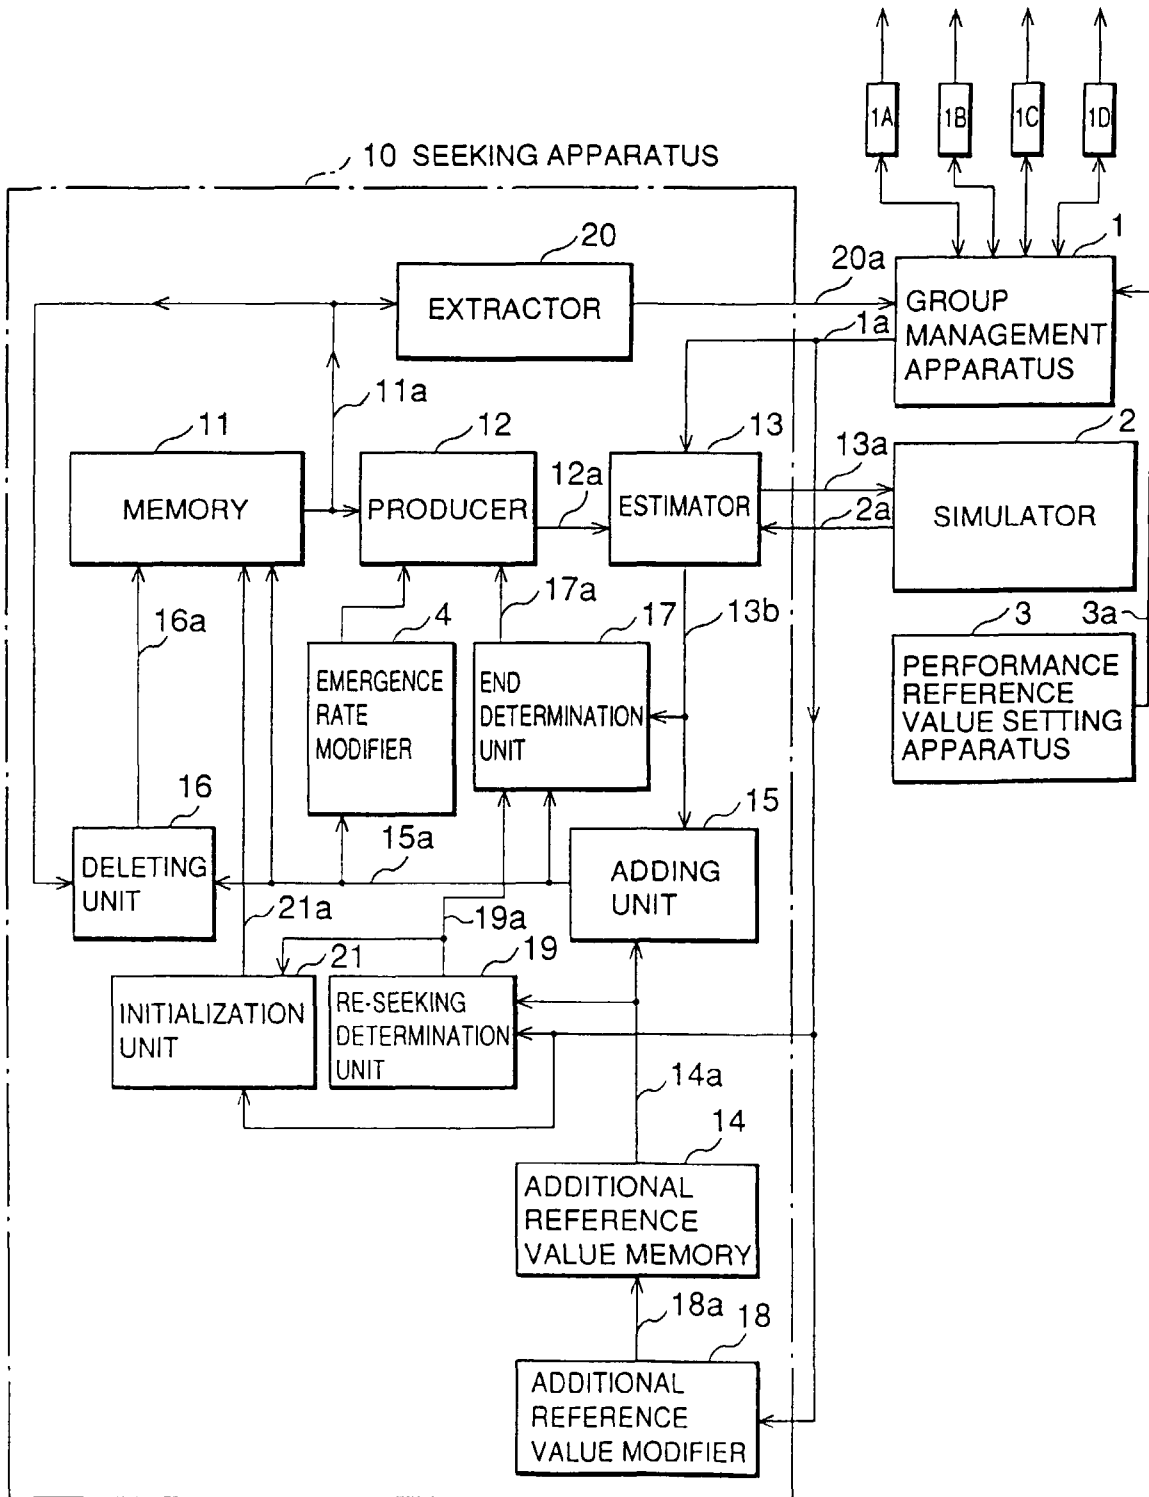 1A 1B 1C 1D
10 SEEKING APPARATUS
20
EXTRACTOR
20a
1
GROUP
MANAGEMENT
APPARATUS
1a
11a
11
MEMORY
12
PRODUCER
12a
13
ESTIMATOR
13a
2a
2
SIMULATOR
16a
4
EMERGENCE
RATE
MODIFIER
17a
17
END
DETERMINATION
UNIT
13b
3
3a
PERFORMANCE
REFERENCE
VALUE SETTING
APPARATUS
16
DELETING
UNIT
15a
15
ADDING
UNIT
21a
19a
21
INITIALIZATION
UNIT
19
RE-SEEKING
DETERMINATION
UNIT
14a
14
ADDITIONAL
REFERENCE
VALUE MEMORY
18a
18
ADDITIONAL
REFERENCE
VALUE MODIFIER